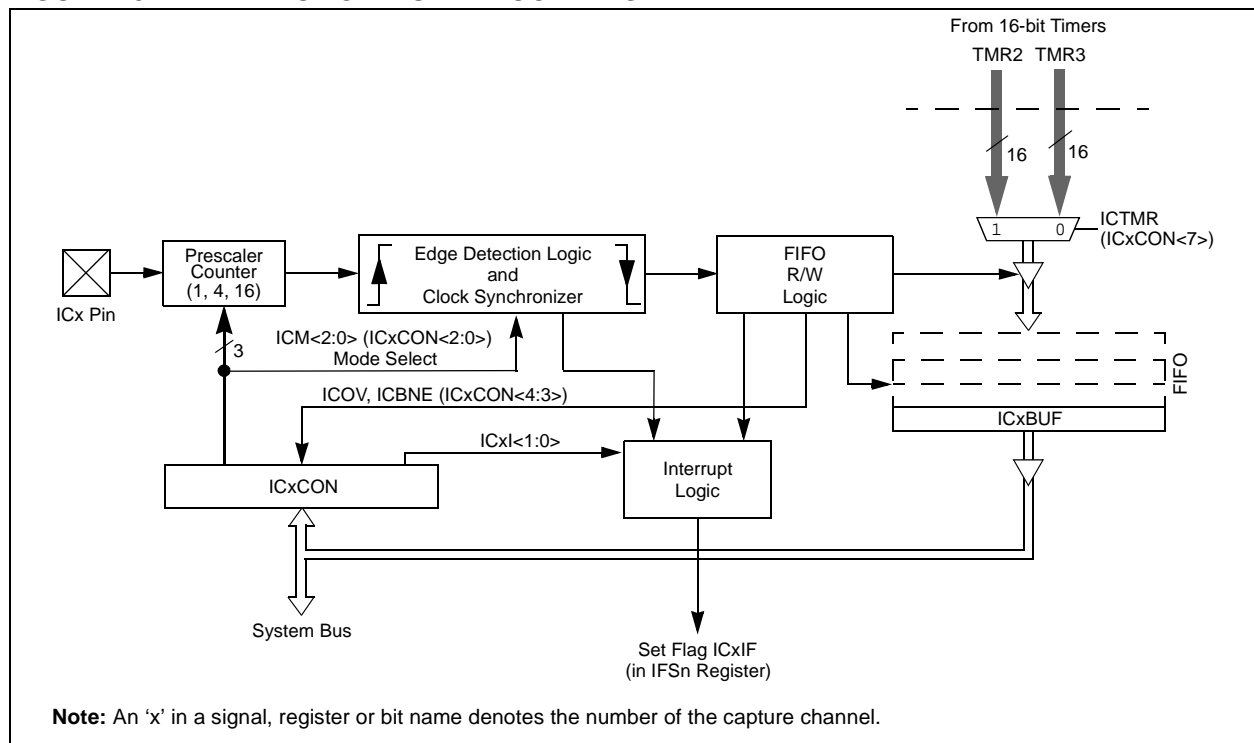 From 16-bit Timers
TMR2 TMR3
16 16
1 0
ICTMR
(ICxCON<7>)
ICx Pin
Prescaler
Counter
(1, 4, 16)
Edge Detection Logic
and
Clock Synchronizer
FIFO
R/W
Logic
3
ICM<2:0> (ICxCON<2:0>)
Mode Select
FIFO
ICOV, ICBNE (ICxCON<4:3>)
ICxBUF
ICxI<1:0>
Interrupt
Logic
ICxCON
System Bus
Set Flag ICxIF
(in IFSn Register)
Note: An ‘x’ in a signal, register or bit name denotes the number of the capture channel.